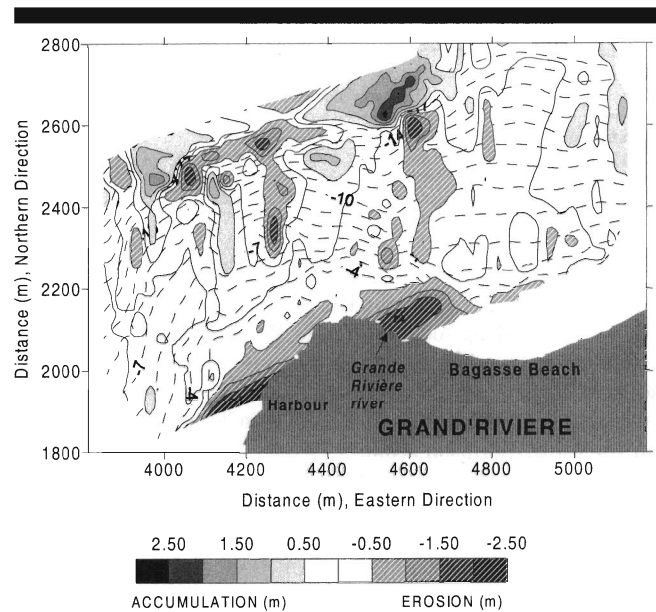 2800
2600
2400
2200
2000
1800
Distance (m), Northern Direction
-10
-7
-7
-4
-4
Grande
Rivière
river
Bagasse Beach
Harbour
GRAND'RIVIERE
4000 4200 4400 4600 4800 5000
Distance (m), Eastern Direction
2.50 1.50 0.50 -0.50 -1.50 -2.50
ACCUMULATION (m) EROSION (m)